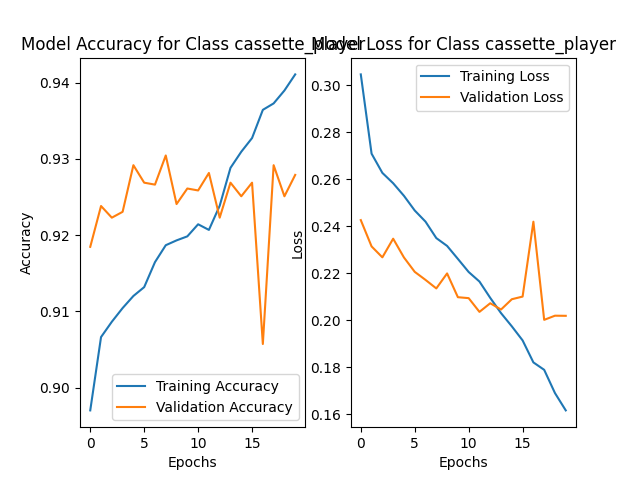 Model Accuracy for Class cassette_player
Model Loss for Class cassette_player
0.94
0.93
0.92
0.91
0.90
Accuracy
Training Accuracy
Validation Accuracy
0 5 10 15
Epochs
0.30
0.28
0.26
0.24
0.22
0.20
0.18
0.16
Loss
Training Loss
Validation Loss
0 5 10 15
Epochs